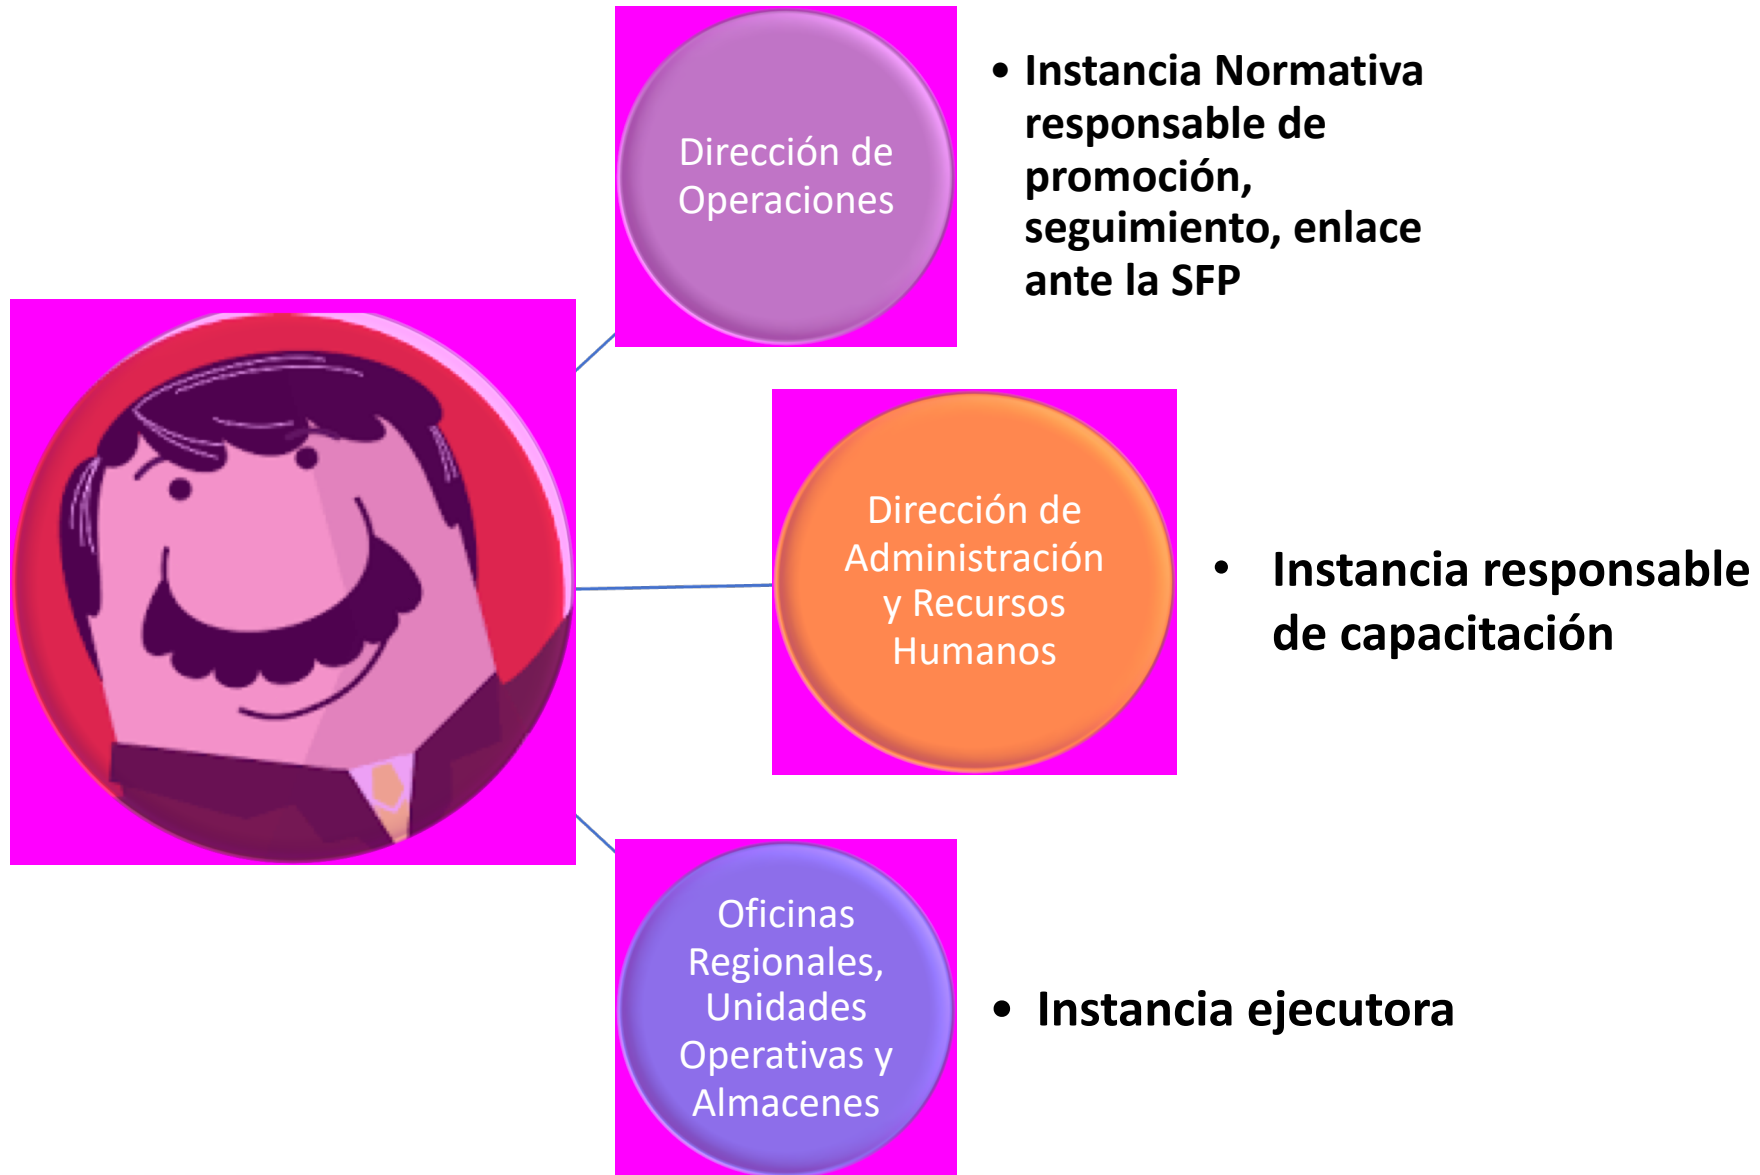 Dirección de
Operaciones
• Instancia Normativa
responsable de
promoción,
seguimiento, enlace
ante la SFP
Dirección de
Administración
y Recursos
Humanos
• Instancia responsable
de capacitación
Oficinas
Regionales,
Unidades
Operativas y
Almacenes
• Instancia ejecutora